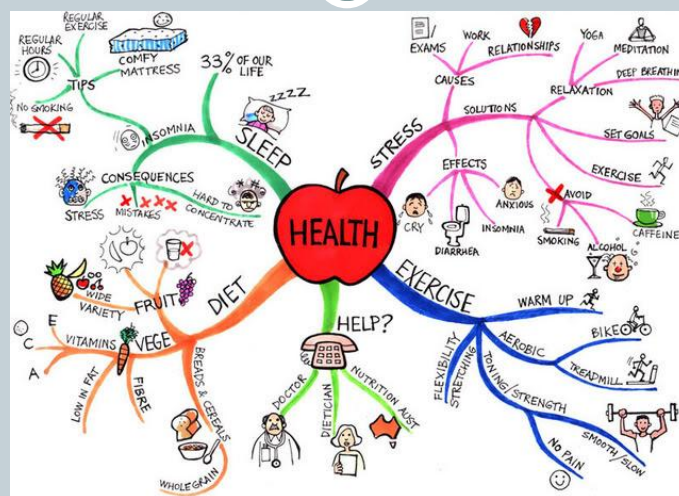 HEALTH
SLEEP
33% OF OUR
LIFE
ZZZZ
INSOMNIA
TIPS
REGULAR
EXERCISE
REGULAR
HOURS
COMFY
MATTRESS
NO SMOKING
CONSEQUENCES
STRESS
MISTAKES
HARD TO
CONCENTRATE
STRESS
CAUSES
EXAMS
WORK
RELATIONSHIPS
SOLUTIONS
RELAXATION
YOGA
MEDITATION
DEEP BREATHING
SET GOALS
EXERCISE
AVOID
SMOKING
ALCOHOL
CAFFEINE
EFFECTS
CRY
DIARRHEA
INSOMNIA
ANXIOUS
DIET
FRUIT
WIDE
VARIETY
VEGE
VITAMINS
E
C
A
LOW IN FAT
FIBRE
BREADS & CEREALS
WHOLEGRAIN
HELP?
DOCTOR
DIETICIAN
NUTRITION AUST
EXERCISE
WARM UP
AEROBIC
BIKE
TREADMILL
TONING/STRENGTH
SMOOTH/SLOW
NO PAIN
FLEXIBILITY
STRETCHING